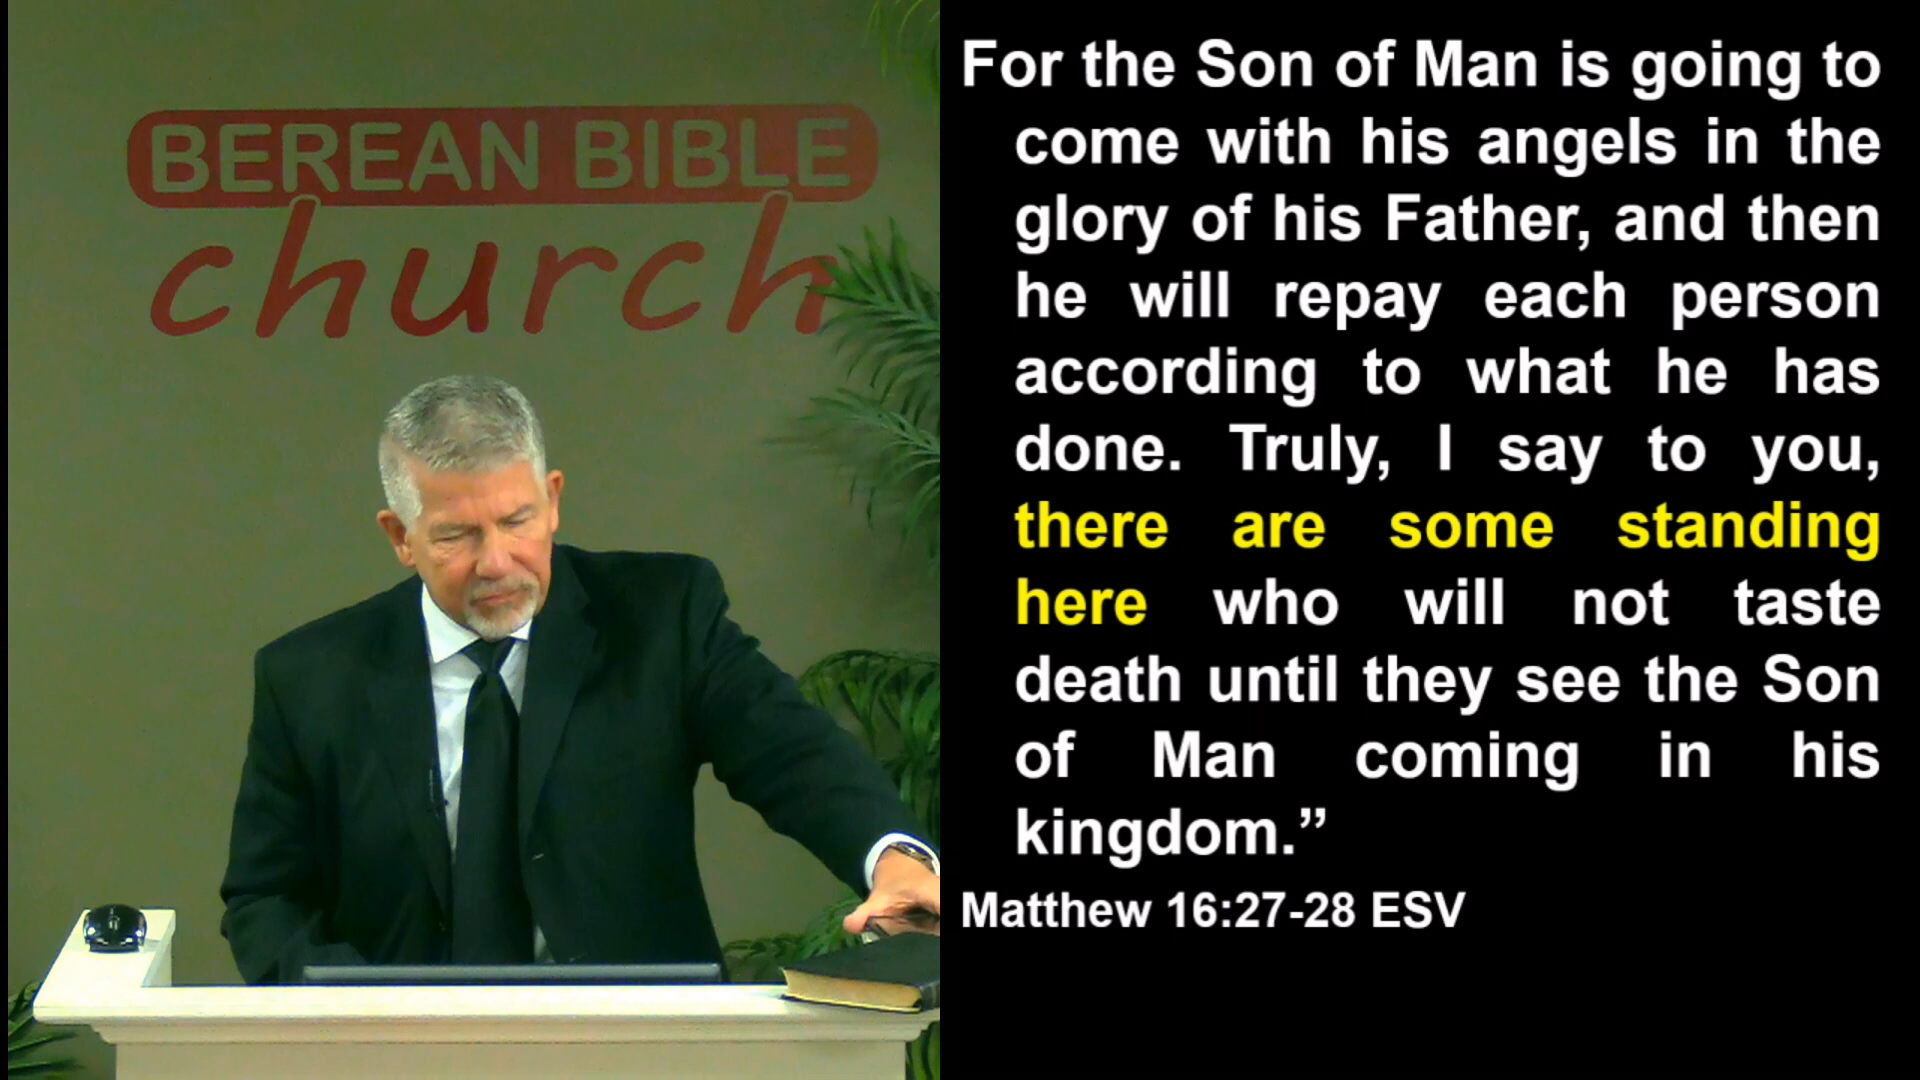 BEREAN BIBLE
church
For the Son of Man is going to
come with his angels in the
glory of his Father, and then
he will repay each person
according to what he has
done. Truly, I say to you,
there are some standing
here who will not taste
death until they see the Son
of Man coming in his
kingdom.”
Matthew 16:27-28 ESV